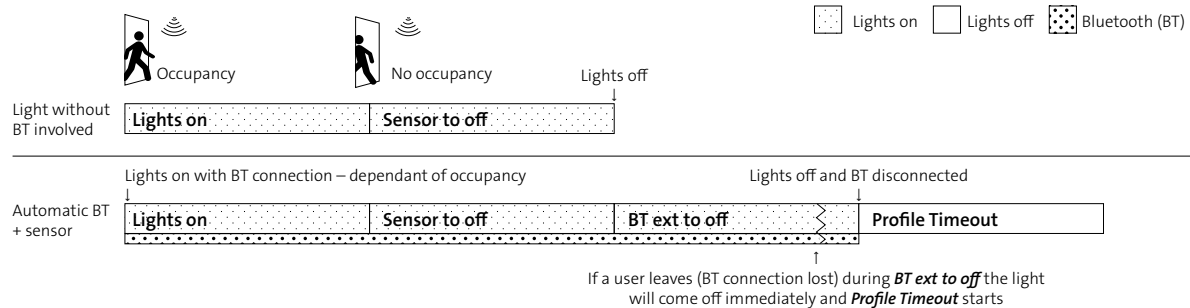 Lights on
Lights off
Bluetooth (BT)
Occupancy
No occupancy
Lights off
Light without
BT involved
Lights on
Sensor to off
Lights on with BT connection – dependant of occupancy
Lights off and BT disconnected
Automatic BT
+ sensor
Lights on
Sensor to off
BT ext to off
Profile Timeout
If a user leaves (BT connection lost) during BT ext to off the light
will come off immediately and Profile Timeout starts